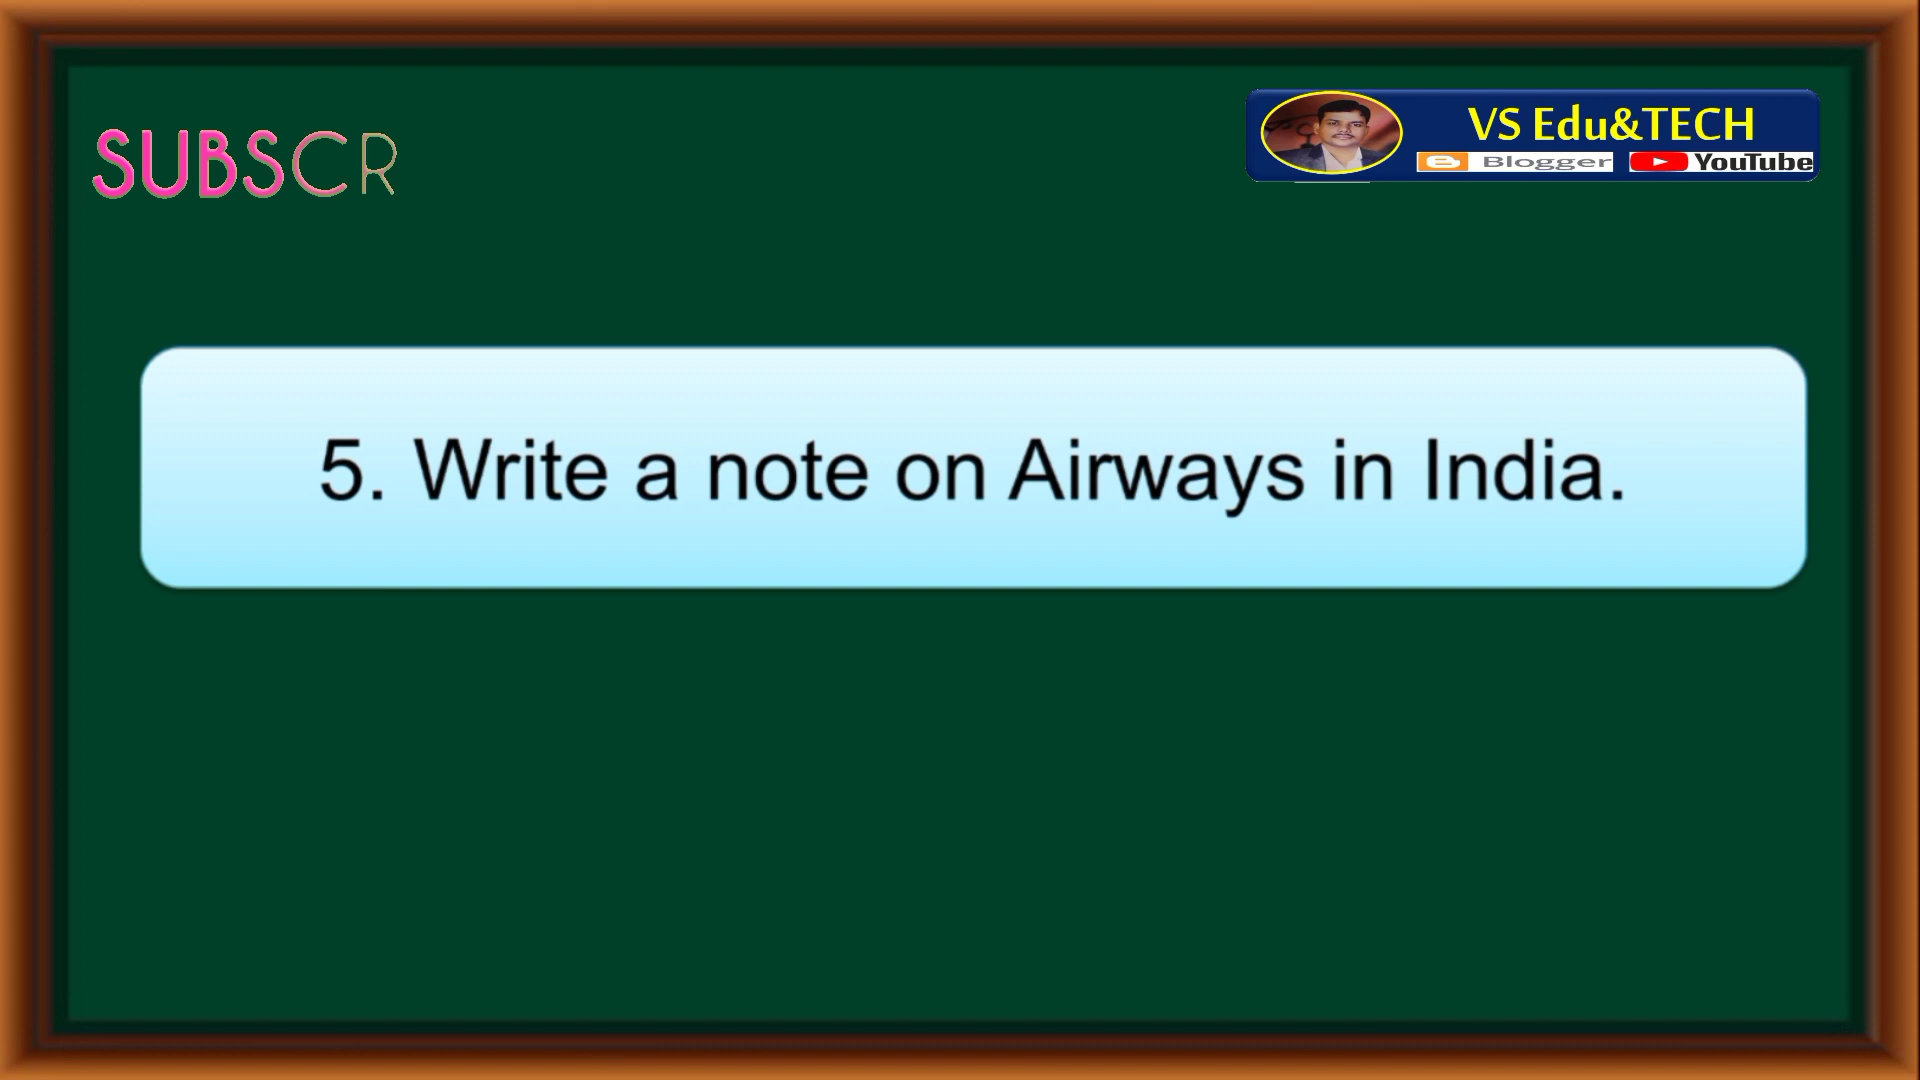 SUBSCR
VS Edu&TECH
Blogger YouTube
5. Write a note on Airways in India.